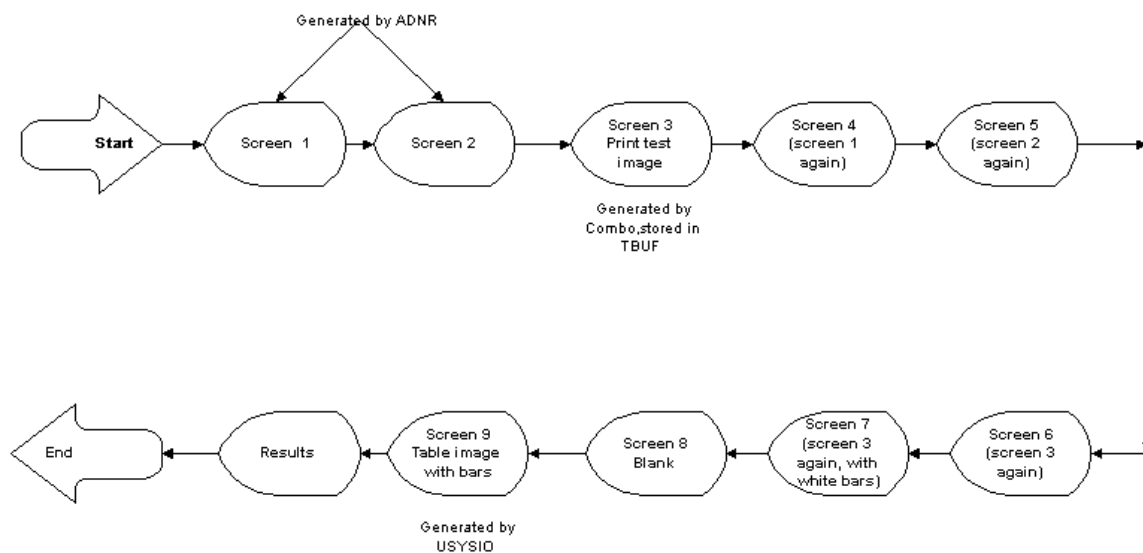 Generated by ADNR
Start
Screen 1
Screen 2
Screen 3
Print test
image
Screen 4
(screen 1
again)
Screen 5
(screen 2
again)
Generated by
Combo,stored in
TBUF
End
Results
Screen 9
Table image
with bars
Screen 8
Blank
Screen 7
(screen 3
again, with
white bars)
Screen 6
(screen 3
again)
Generated by
USYSIO